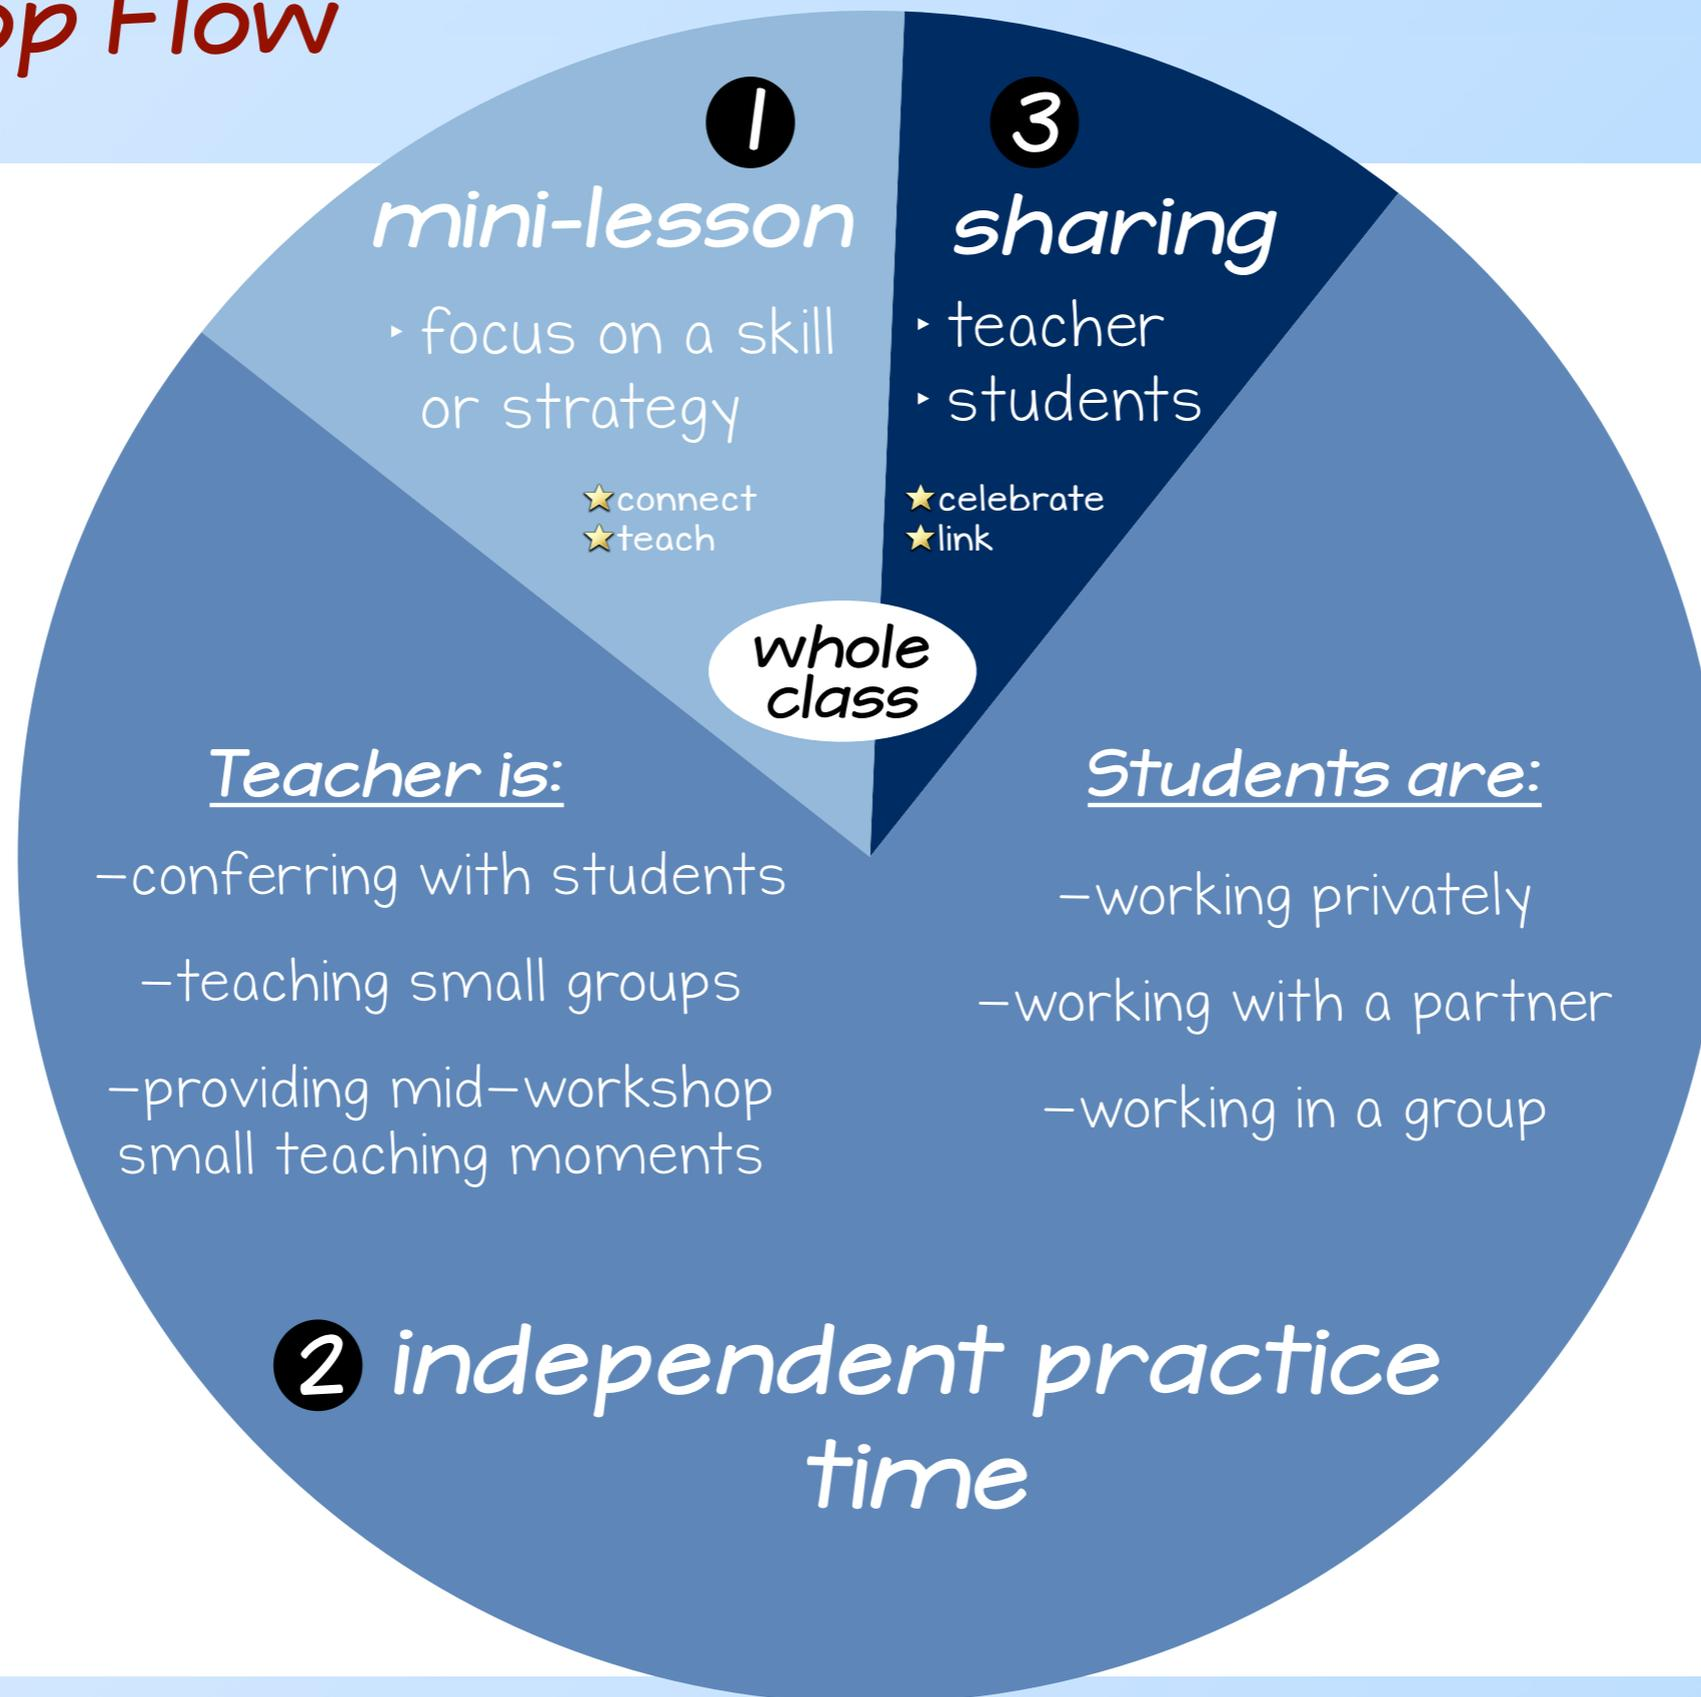 op Flow
1
mini-lesson
‣ focus on a skill
or strategy
connect
teach
3
sharing
‣ teacher
‣ students
celebrate
link
whole
class
Teacher is:
-conferring with students
-teaching small groups
-providing mid-workshop
small teaching moments
Students are:
-working privately
-working with a partner
-working in a group
2 independent practice
time